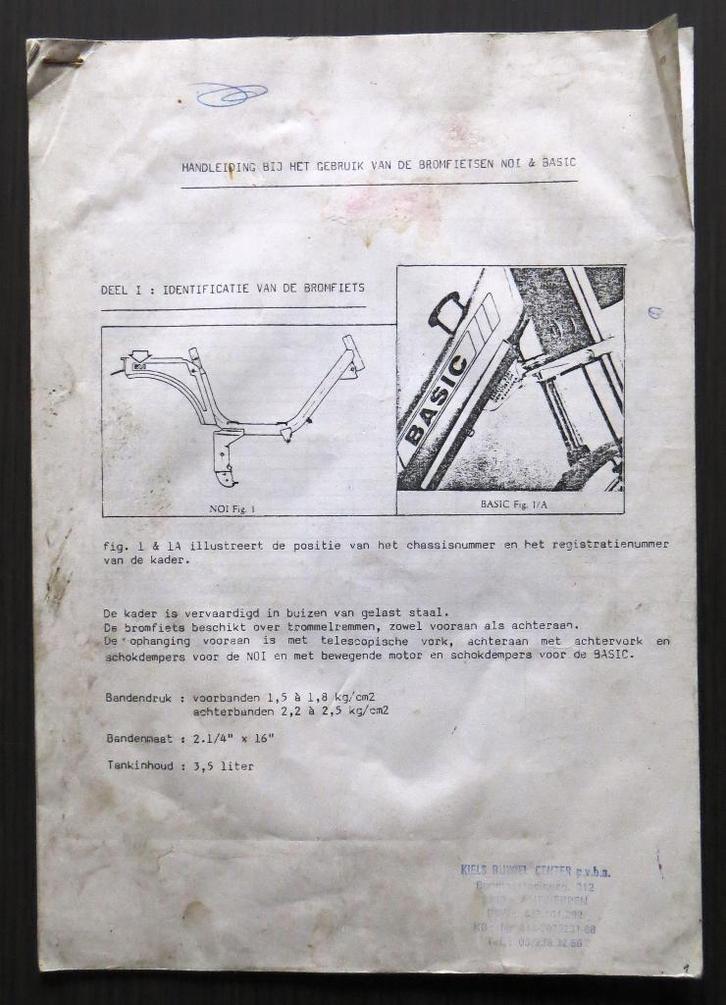 HANDLEIDING BIJ HET GEBRUIK VAN DE BROMFIETSEN NOI & BASIC
DEEL I : IDENTIFICATIE VAN DE BROMFIETS
BASIC
NOI Fig. 1
BASIC Fig. 1/A
fig. 1 & 1A illustreert de positie van het chassisnummer en het registratienummer
van de kader.
De kader is vervaardigd in buizen van gelast staal.
De bromfiets beschikt over trommelremmen, zowel vooraan als achteraan.
De ophanging vooraan is met telescopische vork, achteraan met achtervork en
schokdempers voor de NOI en met bewegende motor en schokdempers voor de BASIC.
Bandendruk : voorbanden 1,5 à 1,8 kg/cm2
achterbanden 2,2 à 2,5 kg/cm2
Bandenmaat : 2.1/4" x 16"
Tankinhoud : 3,5 liter
KIELS CENTER p.v.b.a.
312
ANTWERPEN